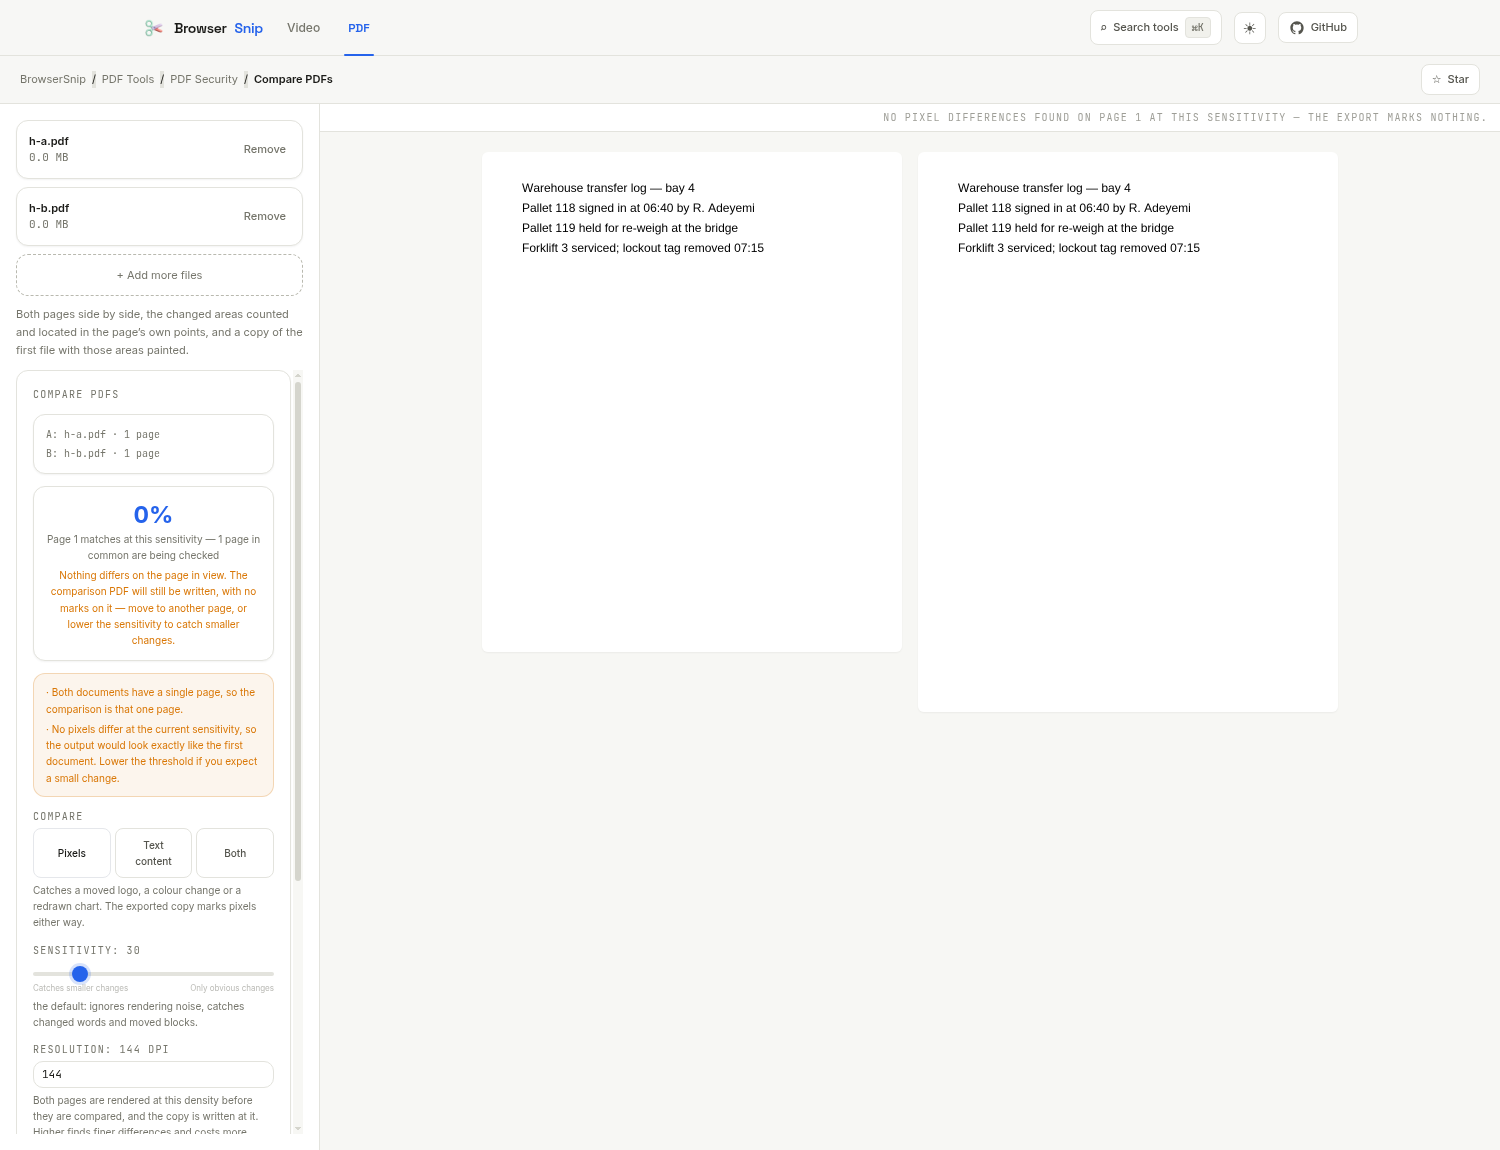 Browser Snip
Video
PDF
Search tools
⌘K
GitHub
BrowserSnip / PDF Tools / PDF Security / Compare PDFs
☆ Star
h-a.pdf
0.0 MB
Remove
h-b.pdf
0.0 MB
Remove
+ Add more files
Both pages side by side, the changed areas counted
and located in the page's own points, and a copy of the
first file with those areas painted.
COMPARE PDFS
A: h-a.pdf · 1 page
B: h-b.pdf · 1 page
0%
Page 1 matches at this sensitivity — 1 page in
common are being checked
Nothing differs on the page in view. The
comparison PDF will still be written, with no
marks on it — move to another page, or
lower the sensitivity to catch smaller
changes.
· Both documents have a single page, so the
comparison is that one page.
· No pixels differ at the current sensitivity, so
the output would look exactly like the first
document. Lower the threshold if you expect
a small change.
COMPARE
Pixels
Text
content
Both
Catches a moved logo, a colour change or a
redrawn chart. The exported copy marks pixels
either way.
SENSITIVITY: 30
Catches smaller changes
Only obvious changes
the default: ignores rendering noise, catches
changed words and moved blocks.
RESOLUTION: 144 DPI
144
Both pages are rendered at this density before
they are compared, and the copy is written at it.
Higher finds finer differences and costs more
NO PIXEL DIFFERENCES FOUND ON PAGE 1 AT THIS SENSITIVITY — THE EXPORT MARKS NOTHING.
Warehouse transfer log — bay 4
Pallet 118 signed in at 06:40 by R. Adeyemi
Pallet 119 held for re-weigh at the bridge
Forklift 3 serviced; lockout tag removed 07:15
Warehouse transfer log — bay 4
Pallet 118 signed in at 06:40 by R. Adeyemi
Pallet 119 held for re-weigh at the bridge
Forklift 3 serviced; lockout tag removed 07:15